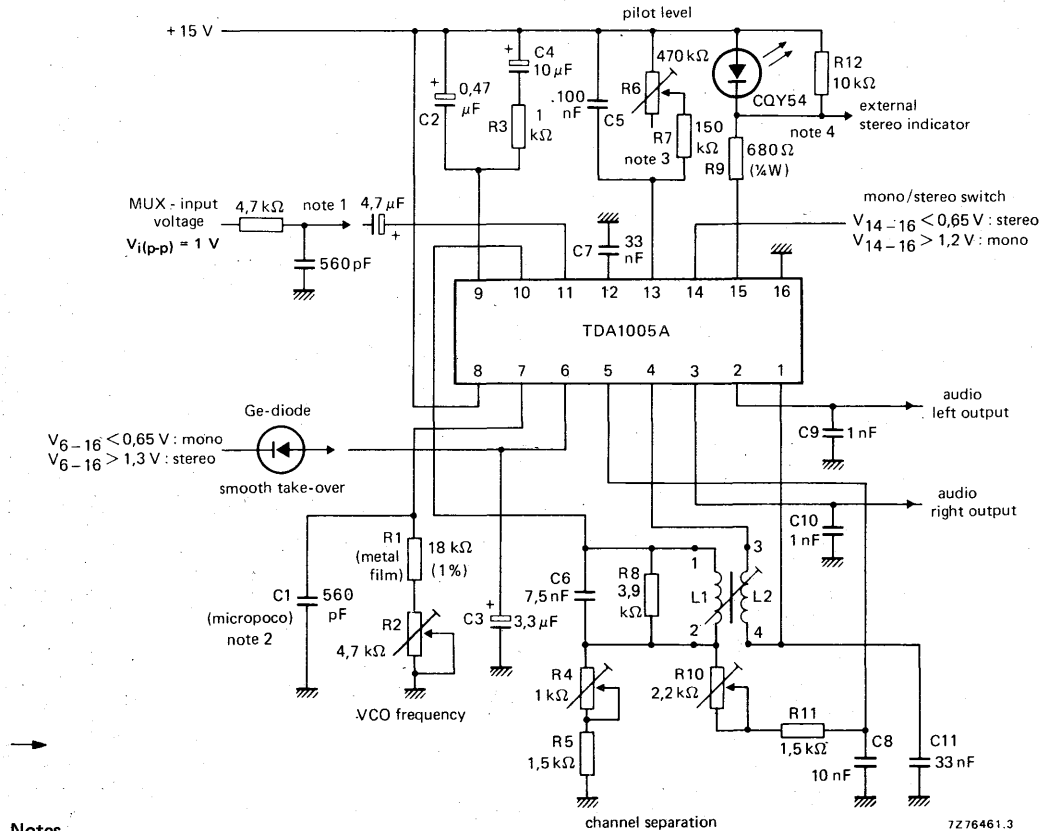 pilot level
+ 15 V
+
C2
0,47
μF
+
C4
10 μF
R3
1
kΩ
100
nF
C5
470 kΩ
R6
R7
150
kΩ
note 3
CQY54
R9
680 Ω
(¼W)
R12
10 kΩ
note 4
external
stereo indicator
MUX - input
voltage
Vi(p-p) = 1 V
4,7 kΩ
note 1
4,7 μF
+
560 pF
C7
33
nF
mono/stereo switch
V14–16 < 0,65 V : stereo
V14–16 > 1,2 V : mono
9 10 11 12 13 14 15 16
TDA1005A
8 7 6 5 4 3 2 1
audio
left output
C9
1 nF
Ge-diode
V6–16 < 0,65 V : mono
V6–16 > 1,3 V : stereo
smooth take-over
audio
right output
C10
1 nF
R1
(metal
film)
18 kΩ
(1%)
C1
(micropoco)
note 2
560
pF
R2
4,7 kΩ
VCO frequency
+
C3
3,3 μF
C6
7,5 nF
R8
3,9
kΩ
1
2
L1
L2
3
4
R4
1 kΩ
R5
1,5 kΩ
R10
2,2 kΩ
R11
1,5 kΩ
C8
10 nF
C11
33 nF
channel separation
Notes
7Z76461.3